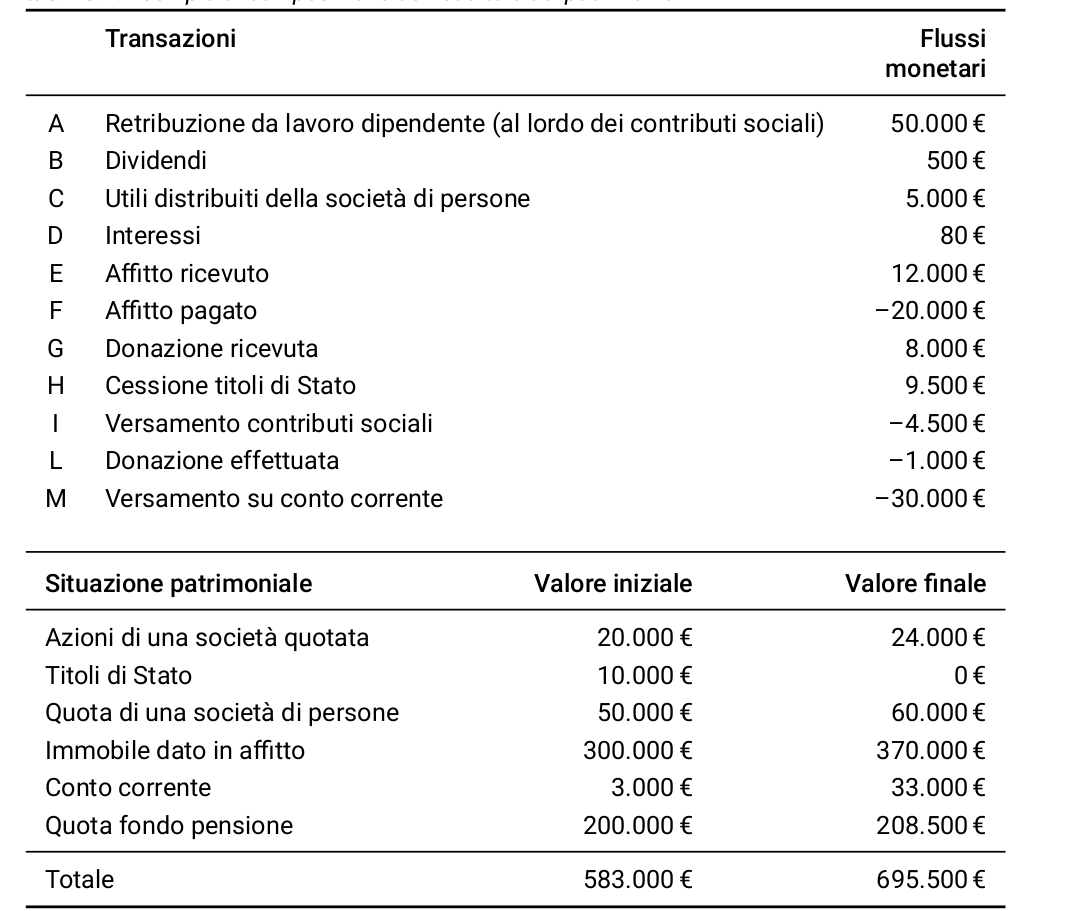 Transazioni Flussi
monetari
A Retribuzione da lavoro dipendente (al lordo dei contributi sociali) 50.000 €
B Dividendi 500 €
C Utili distribuiti della società di persone 5.000 €
D Interessi 80 €
E Affitto ricevuto 12.000 €
F Affitto pagato −20.000 €
G Donazione ricevuta 8.000 €
H Cessione titoli di Stato 9.500 €
I Versamento contributi sociali −4.500 €
L Donazione effettuata −1.000 €
M Versamento su conto corrente −30.000 €
Situazione patrimoniale Valore iniziale Valore finale
Azioni di una società quotata 20.000 € 24.000 €
Titoli di Stato 10.000 € 0 €
Quota di una società di persone 50.000 € 60.000 €
Immobile dato in affitto 300.000 € 370.000 €
Conto corrente 3.000 € 33.000 €
Quota fondo pensione 200.000 € 208.500 €
Totale 583.000 € 695.500 €